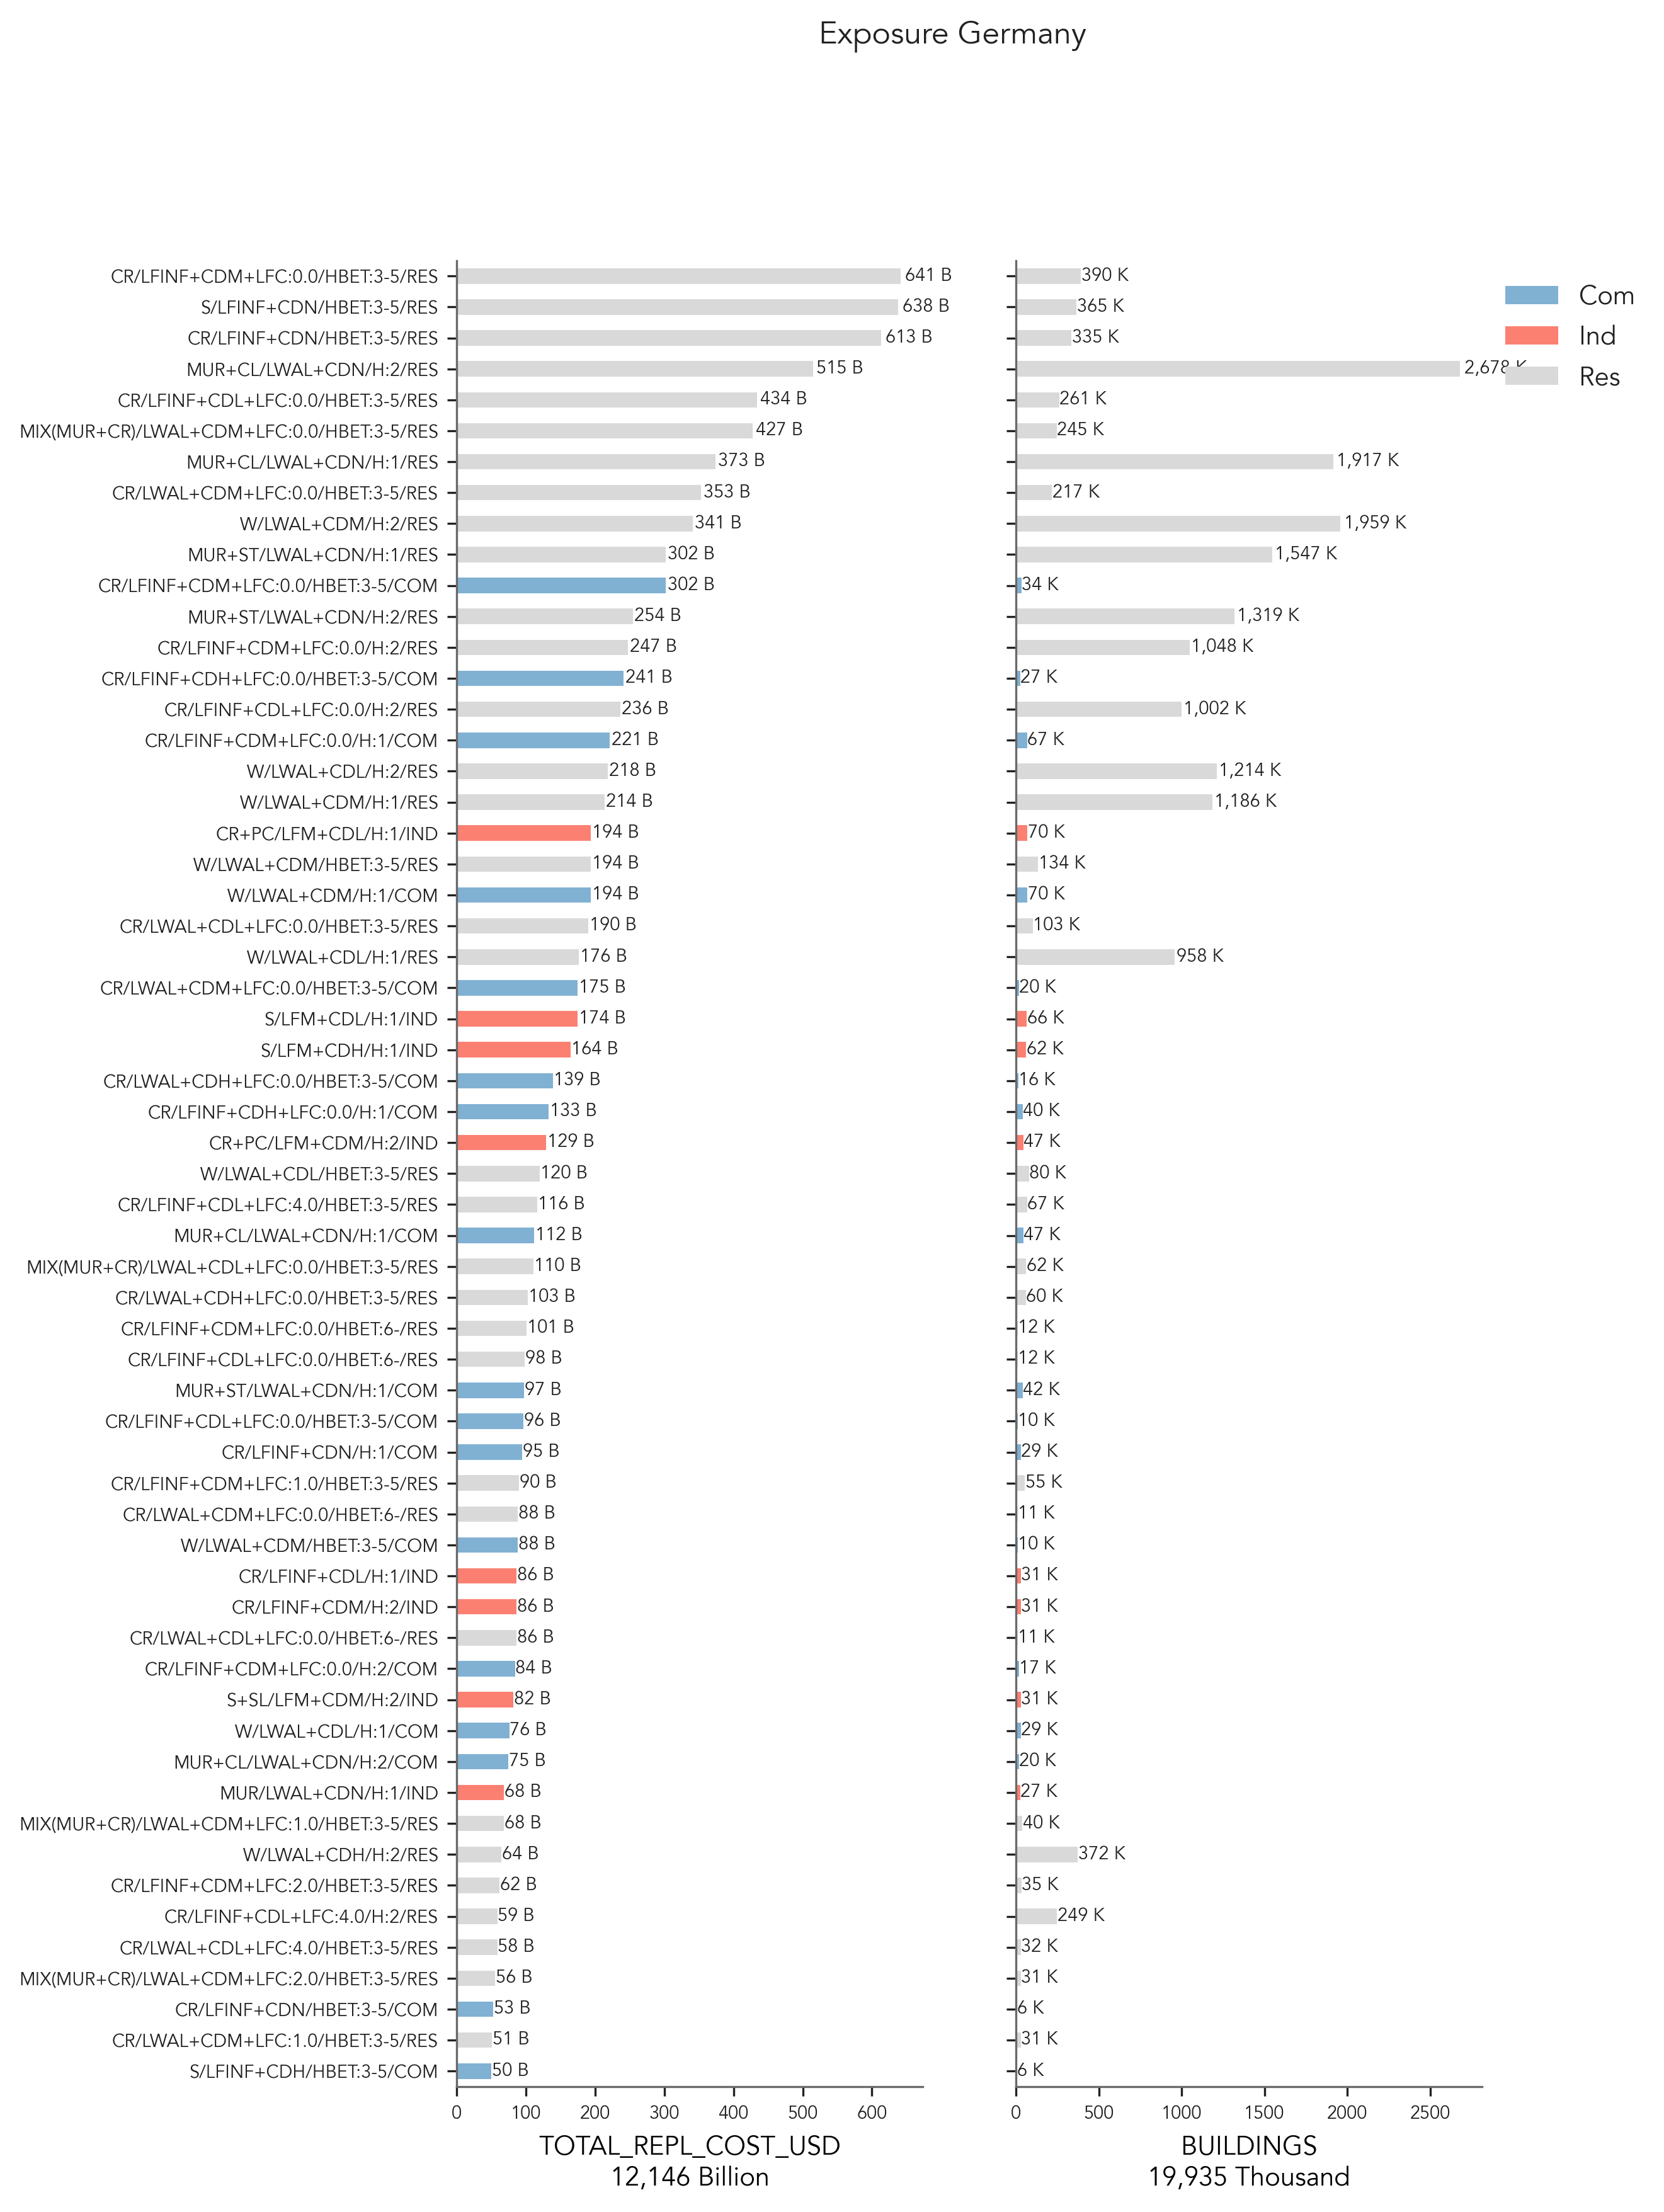 Exposure Germany
CR/LFINF+CDM+LFC:0.0/HBET:3-5/RES 641 B 390 K
S/LFINF+CDN/HBET:3-5/RES 638 B 365 K
CR/LFINF+CDN/HBET:3-5/RES 613 B 335 K
MUR+CL/LWAL+CDN/H:2/RES 515 B 2,678 K
CR/LFINF+CDL+LFC:0.0/HBET:3-5/RES 434 B 261 K
MIX(MUR+CR)/LWAL+CDM+LFC:0.0/HBET:3-5/RES 427 B 245 K
MUR+CL/LWAL+CDN/H:1/RES 373 B 1,917 K
CR/LWAL+CDM+LFC:0.0/HBET:3-5/RES 353 B 217 K
W/LWAL+CDM/H:2/RES 341 B 1,959 K
MUR+ST/LWAL+CDN/H:1/RES 302 B 1,547 K
CR/LFINF+CDM+LFC:0.0/HBET:3-5/COM 302 B 34 K
MUR+ST/LWAL+CDN/H:2/RES 254 B 1,319 K
CR/LFINF+CDM+LFC:0.0/H:2/RES 247 B 1,048 K
CR/LFINF+CDH+LFC:0.0/HBET:3-5/COM 241 B 27 K
CR/LFINF+CDL+LFC:0.0/H:2/RES 236 B 1,002 K
CR/LFINF+CDM+LFC:0.0/H:1/COM 221 B 67 K
W/LWAL+CDL/H:2/RES 218 B 1,214 K
W/LWAL+CDM/H:1/RES 214 B 1,186 K
CR+PC/LFM+CDL/H:1/IND 194 B 70 K
W/LWAL+CDM/HBET:3-5/RES 194 B 134 K
W/LWAL+CDM/H:1/COM 194 B 70 K
CR/LWAL+CDL+LFC:0.0/HBET:3-5/RES 190 B 103 K
W/LWAL+CDL/H:1/RES 176 B 958 K
CR/LWAL+CDM+LFC:0.0/HBET:3-5/COM 175 B 20 K
S/LFM+CDL/H:1/IND 174 B 66 K
S/LFM+CDH/H:1/IND 164 B 62 K
CR/LWAL+CDH+LFC:0.0/HBET:3-5/COM 139 B 16 K
CR/LFINF+CDH+LFC:0.0/H:1/COM 133 B 40 K
CR+PC/LFM+CDM/H:2/IND 129 B 47 K
W/LWAL+CDL/HBET:3-5/RES 120 B 80 K
CR/LFINF+CDL+LFC:4.0/HBET:3-5/RES 116 B 67 K
MUR+CL/LWAL+CDN/H:1/COM 112 B 47 K
MIX(MUR+CR)/LWAL+CDL+LFC:0.0/HBET:3-5/RES 110 B 62 K
CR/LWAL+CDH+LFC:0.0/HBET:3-5/RES 103 B 60 K
CR/LFINF+CDM+LFC:0.0/HBET:6-/RES 101 B 12 K
CR/LFINF+CDL+LFC:0.0/HBET:6-/RES 98 B 12 K
MUR+ST/LWAL+CDN/H:1/COM 97 B 42 K
CR/LFINF+CDL+LFC:0.0/HBET:3-5/COM 96 B 10 K
CR/LFINF+CDN/H:1/COM 95 B 29 K
CR/LFINF+CDM+LFC:1.0/HBET:3-5/RES 90 B 55 K
CR/LWAL+CDM+LFC:0.0/HBET:6-/RES 88 B 11 K
W/LWAL+CDM/HBET:3-5/COM 88 B 10 K
CR/LFINF+CDL/H:1/IND 86 B 31 K
CR/LFINF+CDM/H:2/IND 86 B 31 K
CR/LWAL+CDL+LFC:0.0/HBET:6-/RES 86 B 11 K
CR/LFINF+CDM+LFC:0.0/H:2/COM 84 B 17 K
S+SL/LFM+CDM/H:2/IND 82 B 31 K
W/LWAL+CDL/H:1/COM 76 B 29 K
MUR+CL/LWAL+CDN/H:2/COM 75 B 20 K
MUR/LWAL+CDN/H:1/IND 68 B 27 K
MIX(MUR+CR)/LWAL+CDM+LFC:1.0/HBET:3-5/RES 68 B 40 K
W/LWAL+CDH/H:2/RES 64 B 372 K
CR/LFINF+CDM+LFC:2.0/HBET:3-5/RES 62 B 35 K
CR/LFINF+CDL+LFC:4.0/H:2/RES 59 B 249 K
CR/LWAL+CDL+LFC:4.0/HBET:3-5/RES 58 B 32 K
MIX(MUR+CR)/LWAL+CDM+LFC:2.0/HBET:3-5/RES 56 B 31 K
CR/LFINF+CDN/HBET:3-5/COM 53 B 6 K
CR/LWAL+CDM+LFC:1.0/HBET:3-5/RES 51 B 31 K
S/LFINF+CDH/HBET:3-5/COM 50 B 6 K
0 100 200 300 400 500 600
TOTAL_REPL_COST_USD
12,146 Billion
0 500 1000 1500 2000 2500
BUILDINGS
19,935 Thousand
Com
Ind
Res